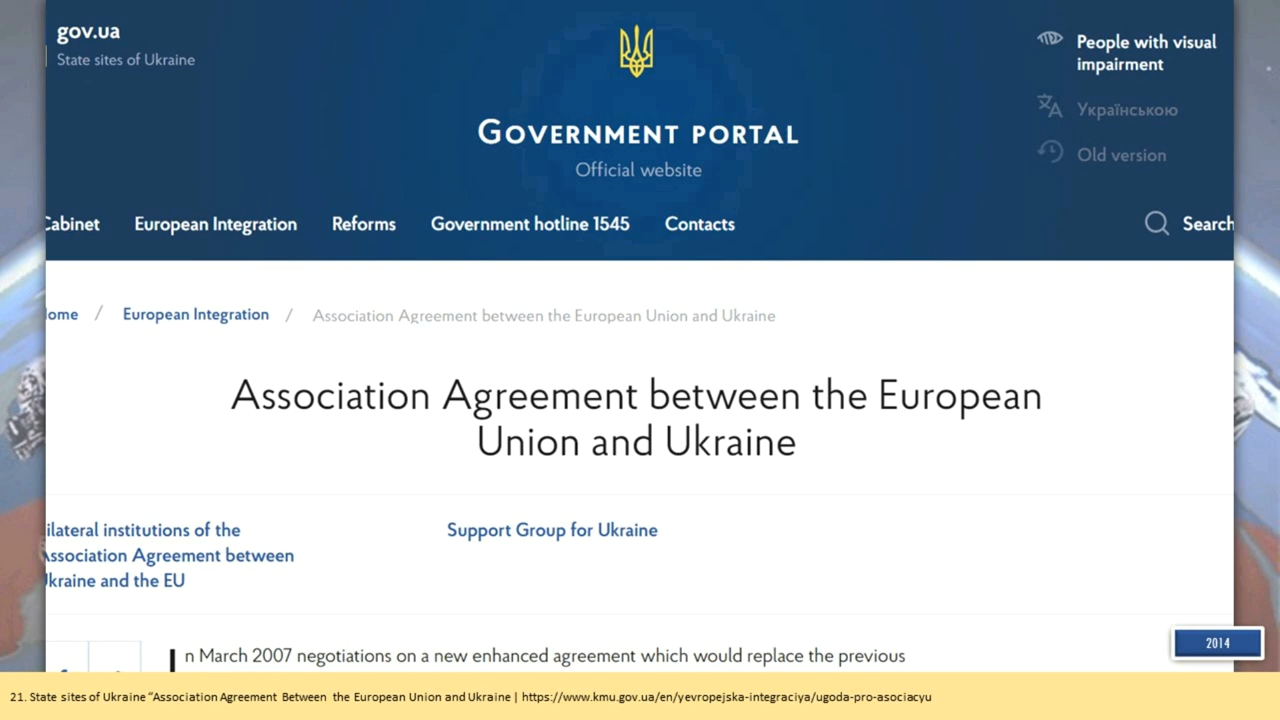 gov.ua
State sites of Ukraine
People with visual
impairment
Українською
Old version
GOVERNMENT PORTAL
Official website
Cabinet European Integration Reforms Government hotline 1545 Contacts Search
ome / European Integration / Association Agreement between the European Union and Ukraine
Association Agreement between the European
Union and Ukraine
ilateral institutions of the
Association Agreement between
Ukraine and the EU
Support Group for Ukraine
In March 2007 negotiations on a new enhanced agreement which would replace the previous
2014
21. State sites of Ukraine “Association Agreement Between the European Union and Ukraine | https://www.kmu.gov.ua/en/yevropejska-integraciya/ugoda-pro-asociacyu